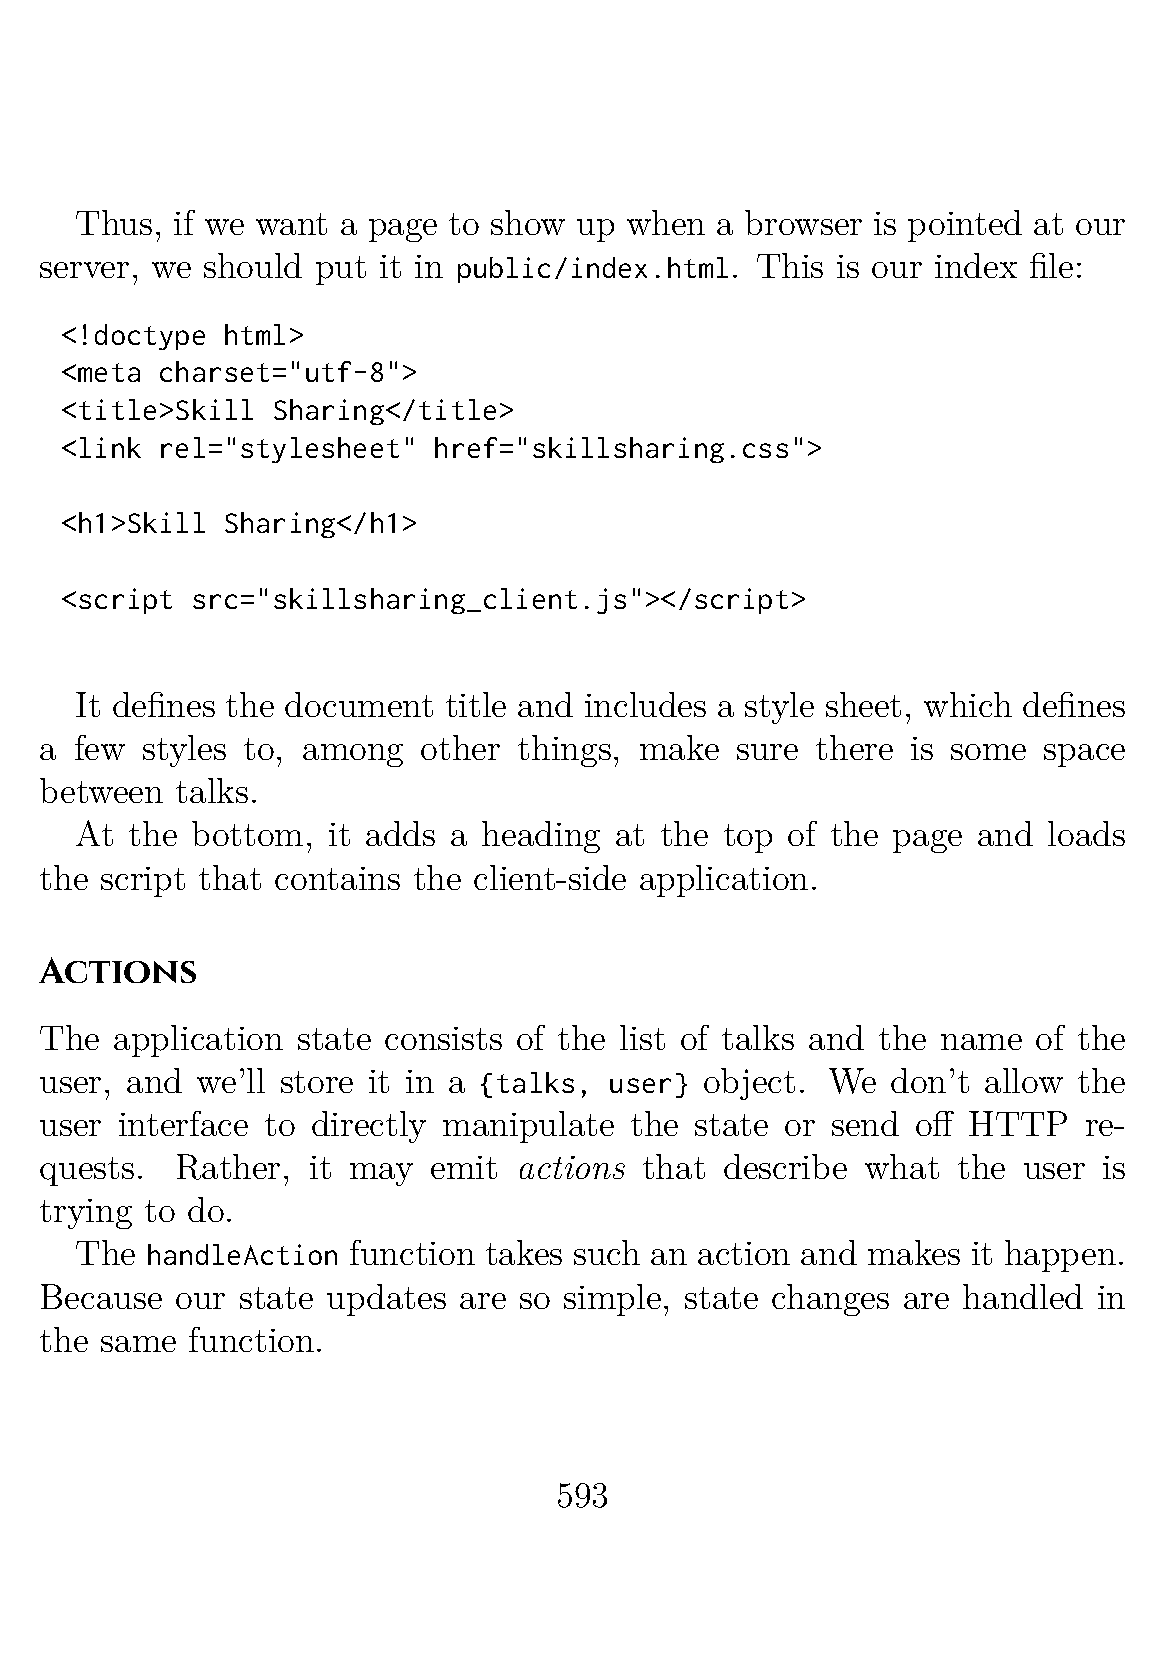 Thus, if we want a page to show up when a browser is pointed at our
server, we should put it in public/index.html. This is our index file:
<!doctype html>
<meta charset="utf-8">
<title>Skill Sharing</title>
<link rel="stylesheet" href="skillsharing.css">
<h1>Skill Sharing</h1>
<script src="skillsharing_client.js"></script>
It defines the document title and includes a style sheet, which defines
a few styles to, among other things, make sure there is some space
between talks.
At the bottom, it adds a heading at the top of the page and loads
the script that contains the client-side application.
Actions
The application state consists of the list of talks and the name of the
user, and we'll store it in a {talks, user} object. We don't allow the
user interface to directly manipulate the state or send off HTTP re-
quests. Rather, it may emit actions that describe what the user is
trying to do.
The handleAction function takes such an action and makes it happen.
Because our state updates are so simple, state changes are handled in
the same function.
593